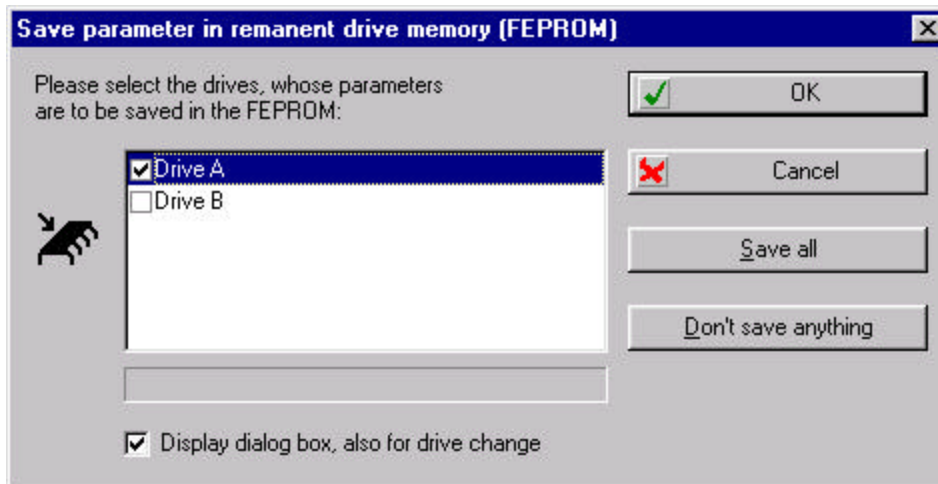 Save parameter in remanent drive memory (FEPROM)
Please select the drives, whose parameters
are to be saved in the FEPROM:
OK
Drive A
Cancel
Drive B
Save all
Don't save anything
Display dialog box, also for drive change